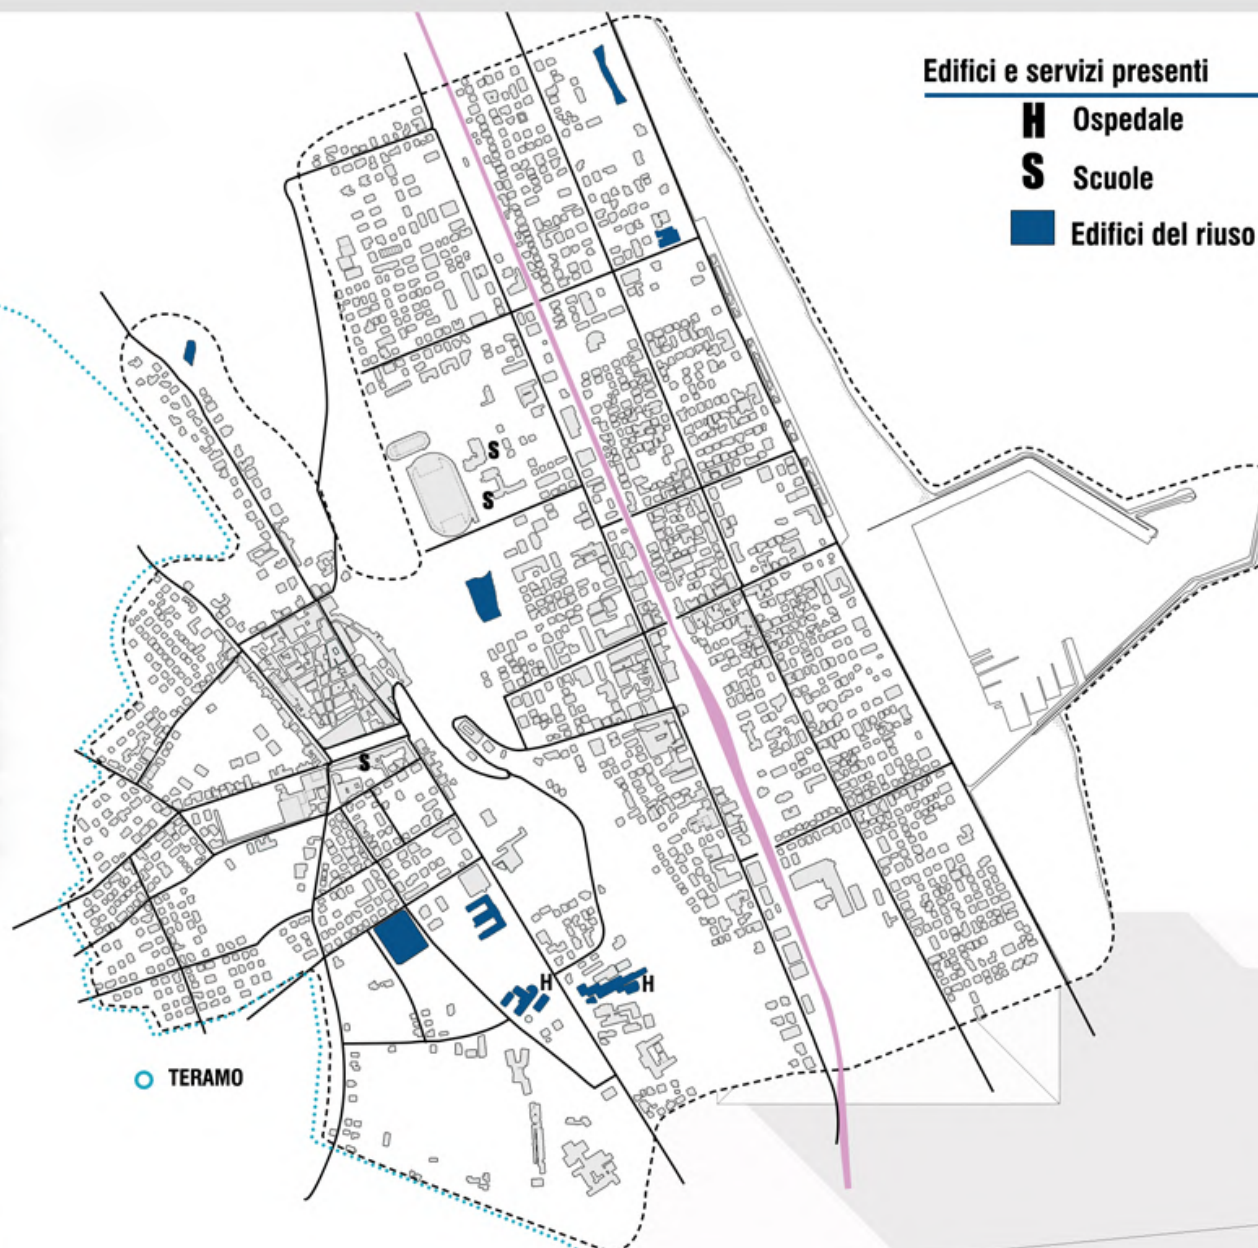 Edifici e servizi presenti
H Ospedale
S Scuole
Edifici del riuso
S
S
S
H H
TERAMO